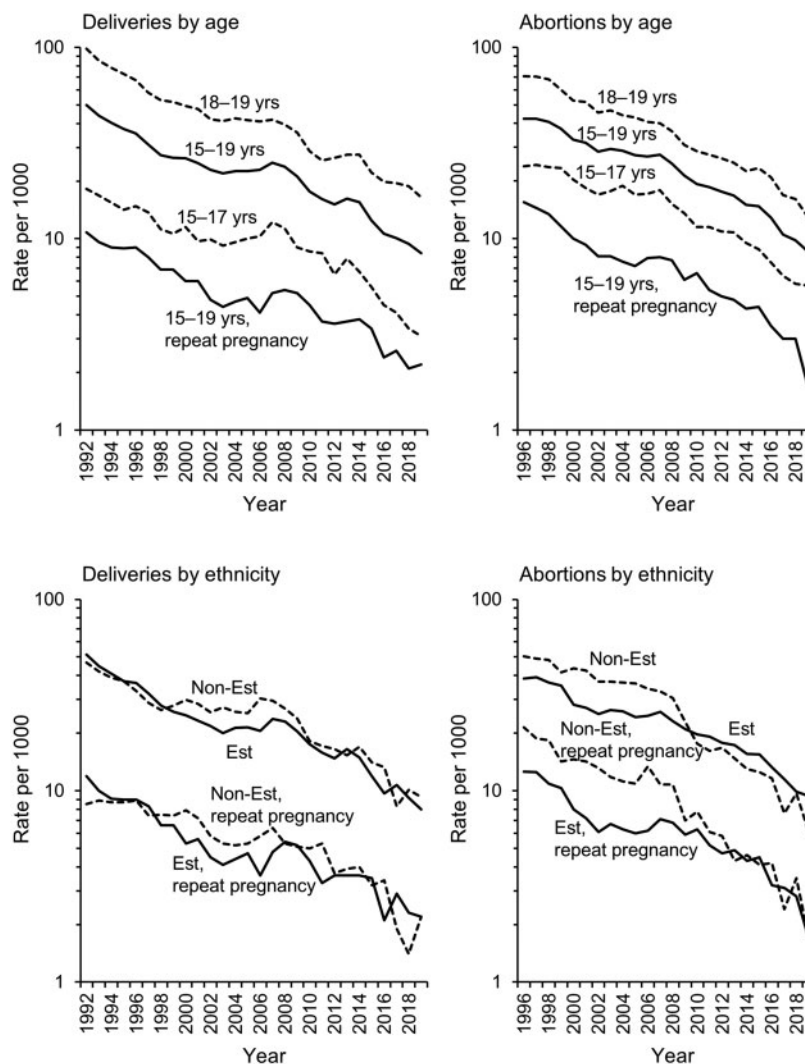 Deliveries by age
100
10
1
Rate per 1000
18–19 yrs
15–19 yrs
15–17 yrs
15–19 yrs,
repeat pregnancy
1992
1994
1996
1998
2000
2002
2004
2006
2008
2010
2012
2014
2016
2018
Year
Abortions by age
100
10
1
Rate per 1000
18–19 yrs
15–19 yrs
15–17 yrs
15–19 yrs,
repeat pregnancy
1996
1998
2000
2002
2004
2006
2008
2010
2012
2014
2016
2018
Year
Deliveries by ethnicity
100
10
1
Rate per 1000
Non-Est
Est
Non-Est,
repeat pregnancy
Est,
repeat pregnancy
1992
1994
1996
1998
2000
2002
2004
2006
2008
2010
2012
2014
2016
2018
Year
Abortions by ethnicity
100
10
1
Rate per 1000
Non-Est
Est
Non-Est,
repeat pregnancy
Est,
repeat pregnancy
1996
1998
2000
2002
2004
2006
2008
2010
2012
2014
2016
2018
Year